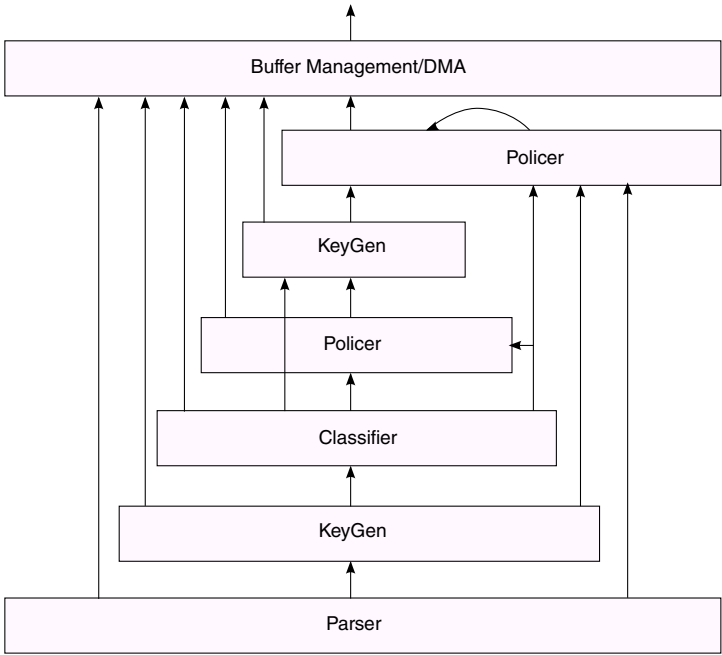 Buffer Management/DMA
Policer
KeyGen
Policer
Classifier
KeyGen
Parser